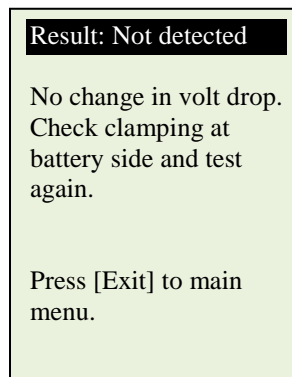 Result: Not detected
No change in volt drop.
Check clamping at
battery side and test
again.
Press [Exit] to main
menu.